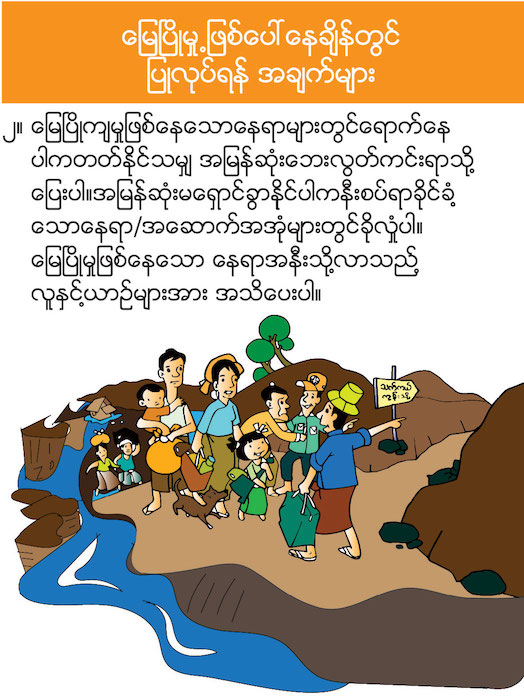 မြေပြိုမှု ဖြစ်ပေါ်နေချိန်တွင်
ပြုလုပ်ရန် အချက်များ
၂။ မြေပြိုကျမှုဖြစ်နေသောနေရာများတွင်ရောက်နေ
ပါကတတ်နိုင်သမျှ အမြန်ဆုံးဘေးလွတ်ကင်းရာသို့
ပြေးပါ။အမြန်ဆုံးမရှောင်ခွာနိုင်ပါကနီးစပ်ရာခိုင်ခံ့
သောနေရာ/အဆောက်အအုံများတွင်ခိုလှုံပါ။
မြေပြိုမှုဖြစ်နေသော နေရာအနီးသို့လာသည့်
လူနှင့်ယာဉ်များအား အသိပေးပါ။